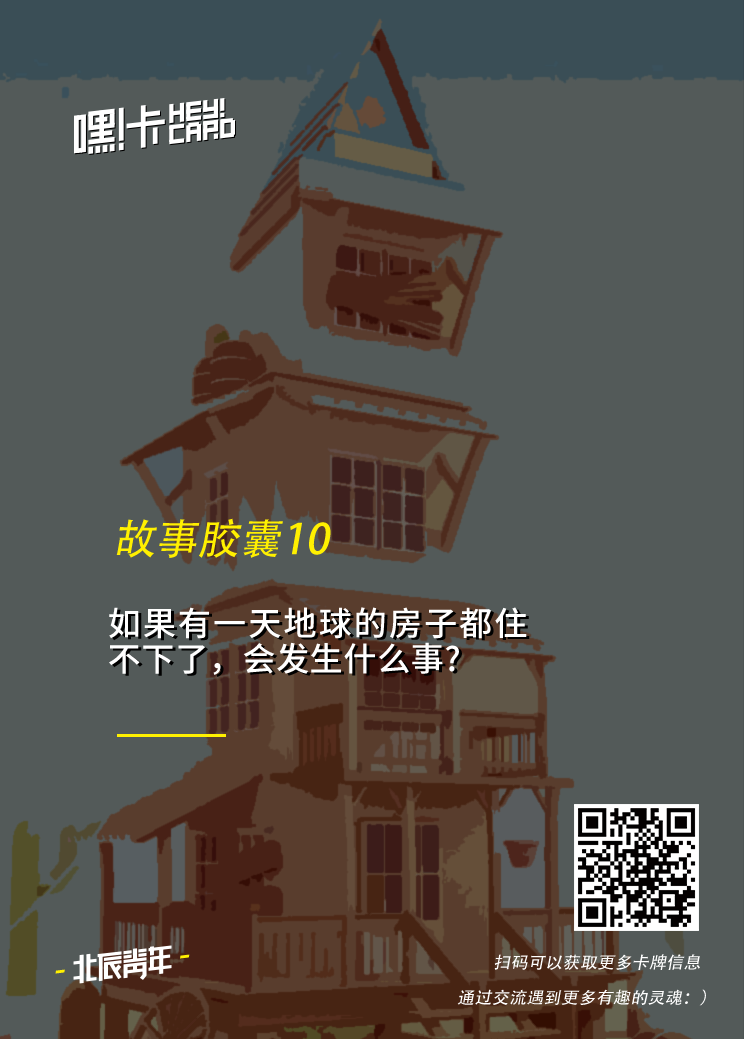 嘿!卡 HEY! CARD
故事胶囊10
如果有一天地球的房子都住
不下了，会发生什么事？
- 北辰青年 -
扫码可以获取更多卡牌信息
通过交流遇到更多有趣的灵魂：）